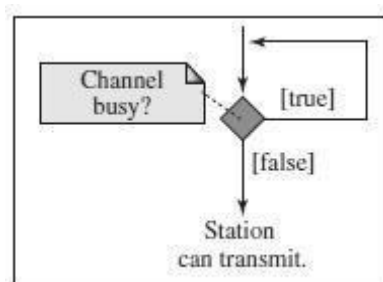 Channel
busy?
[true]
[false]
Station
can transmit.